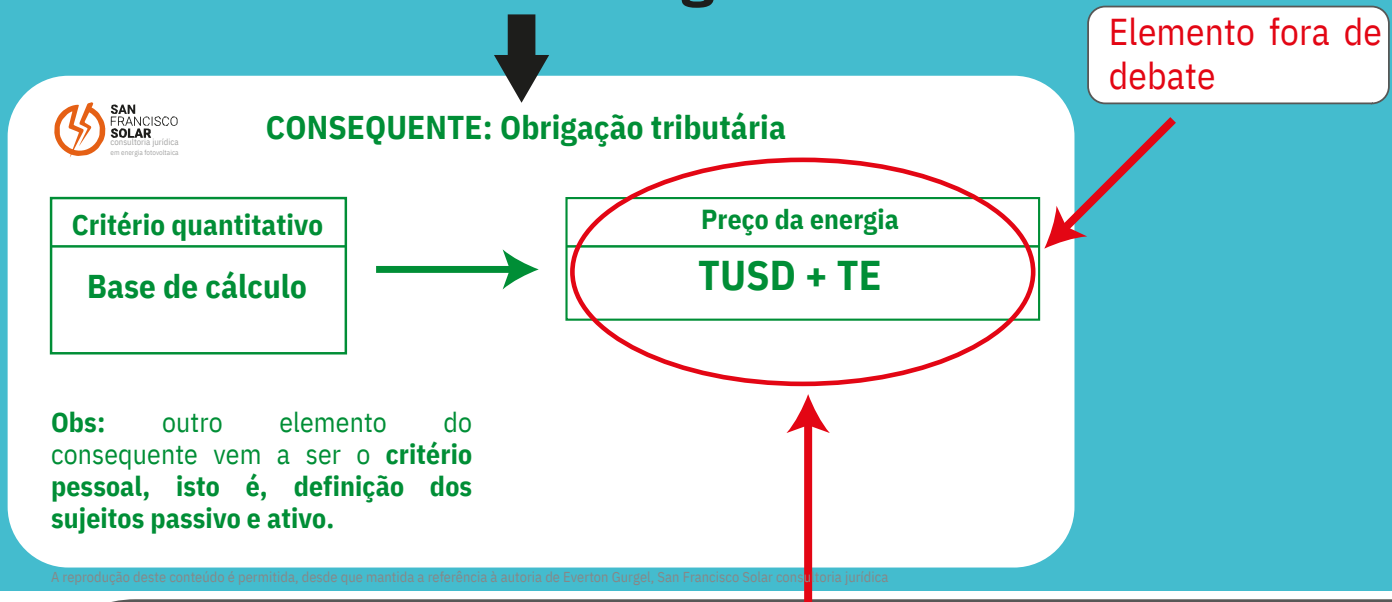 Elemento fora de
debate
SAN
FRANCISCO
SOLAR
consultoria jurídica
em energia fotovoltaica
CONSEQUENTE: Obrigação tributária
Critério quantitativo
Base de cálculo
Preço da energia
TUSD + TE
Obs: outro elemento do
consequente vem a ser o critério
pessoal, isto é, definição dos
sujeitos passivo e ativo.
A reprodução deste conteúdo é permitida, desde que mantida a referência à autoria de Everton Gurgel, San Francisco Solar consultoria jurídica